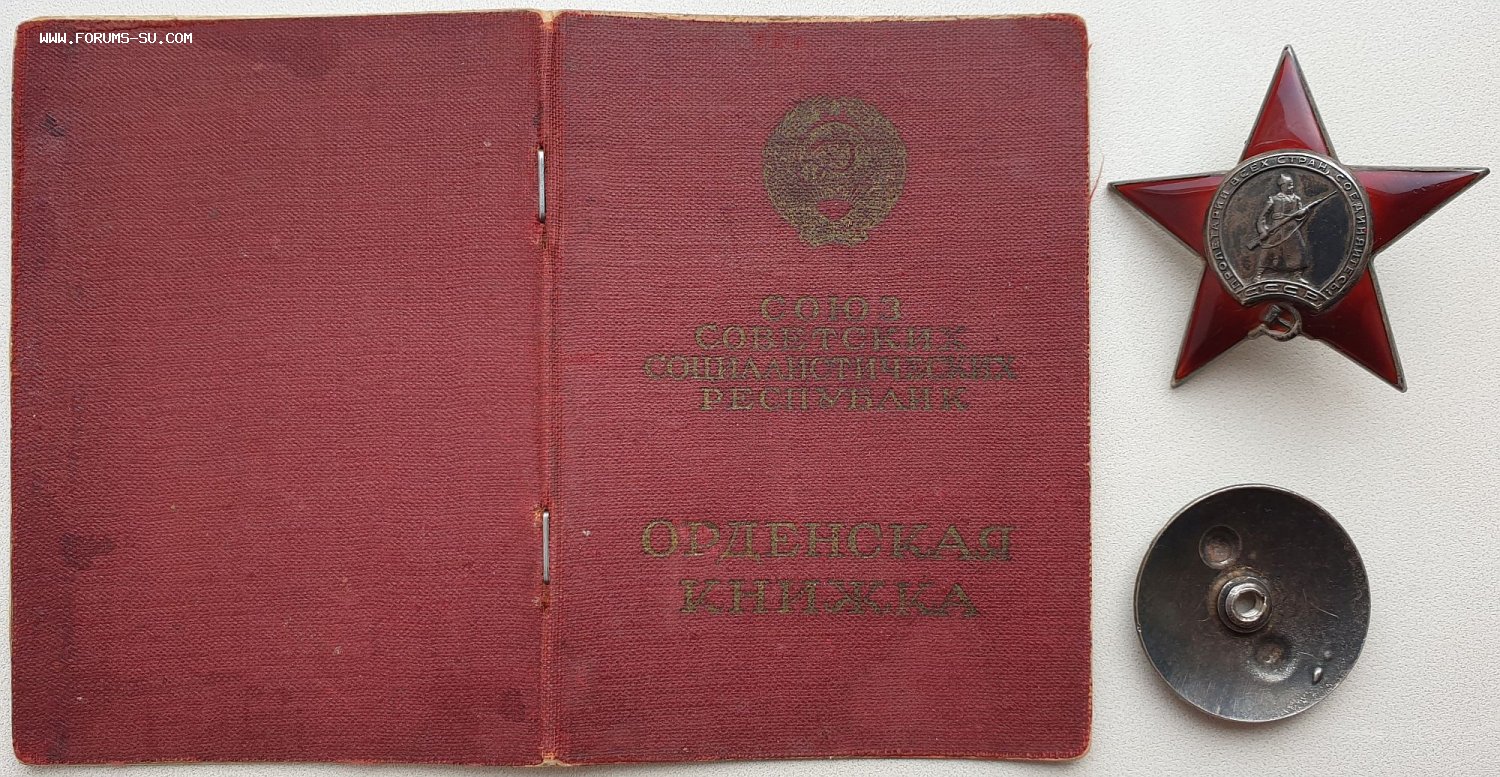 WWW.FORUMS-SU.COM
СОЮЗ
СОВЕТСКИХ
СОЦИАЛИСТИЧЕСКИХ
РЕСПУБЛИК
ОРДЕНСКАЯ
КНИЖКА
ПРОЛЕТАРИИ ВСЕХ СТРАН, СОЕДИНЯЙТЕСЬ!
СССР